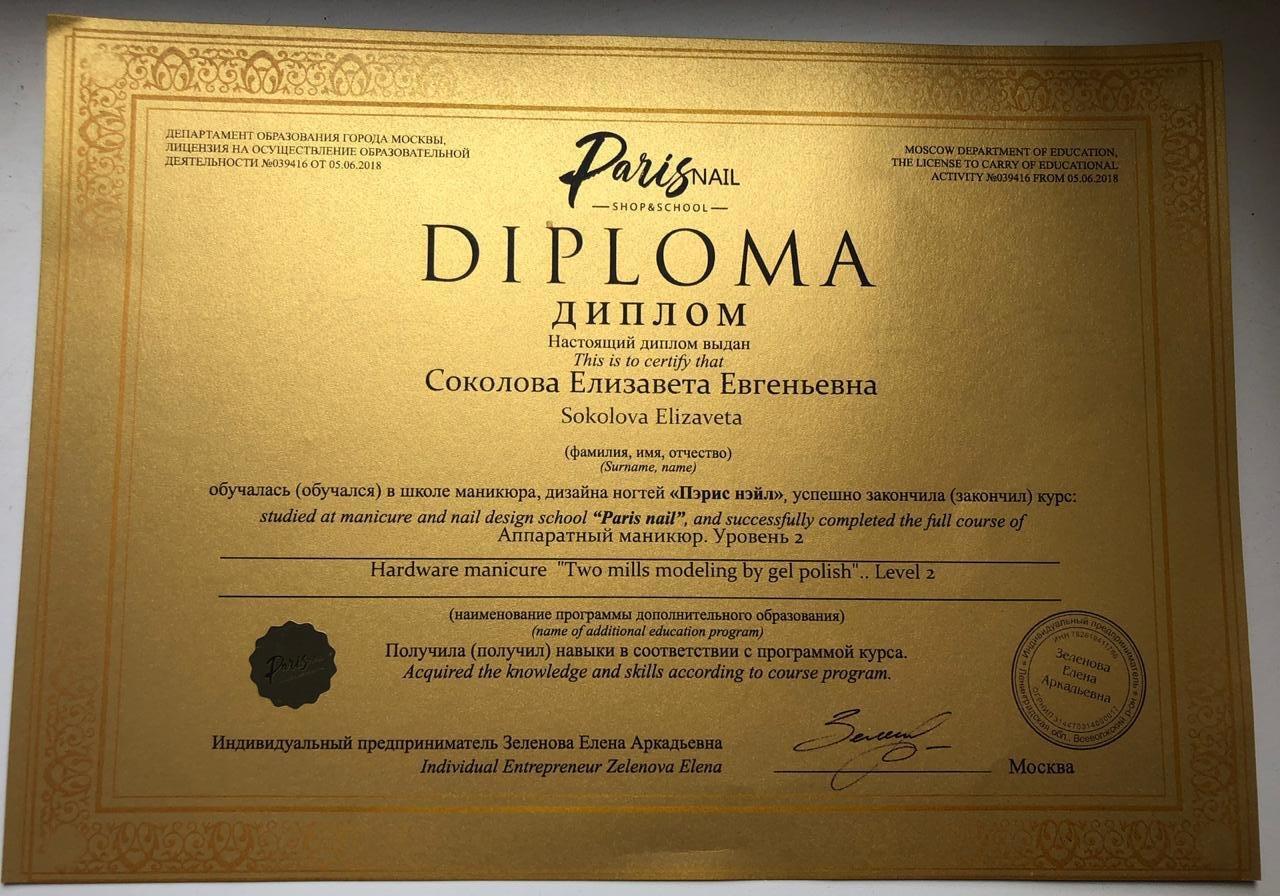 ДЕПАРТАМЕНТ ОБРАЗОВАНИЯ ГОРОДА МОСКВЫ,
ЛИЦЕНЗИЯ НА ОСУЩЕСТВЛЕНИЕ ОБРАЗОВАТЕЛЬНОЙ
ДЕЯТЕЛЬНОСТИ №039416 ОТ 05.06.2018
Paris NAIL
SHOP&SCHOOL
MOSCOW DEPARTMENT OF EDUCATION,
THE LICENSE TO CARRY OF EDUCATIONAL
ACTIVITY №039416 FROM 05.06.2018
DIPLOMA
ДИПЛОМ
Настоящий диплом выдан
This is to certify that
Соколова Елизавета Евгеньевна
Sokolova Elizaveta
(фамилия, имя, отчество)
(Surname, name)
обучалась (обучался) в школе маникюра, дизайна ногтей «Пэрис нэйл», успешно закончила (закончил) курс:
studied at manicure and nail design school “Paris nail”, and successfully completed the full course of
Аппаратный маникюр. Уровень 2
Hardware manicure "Two mills modeling by gel polish".. Level 2
(наименование программы дополнительного образования)
(name of additional education program)
Получила (получил) навыки в соответствии с программой курса.
Acquired the knowledge and skills according to course program.
Paris
Индивидуальный предприниматель
Ленинградская обл., Всеволожский р-он
Зеленова
Елена
Аркадьевна
Индивидуальный предприниматель Зеленова Елена Аркадьевна
Individual Entrepreneur Zelenova Elena
Москва